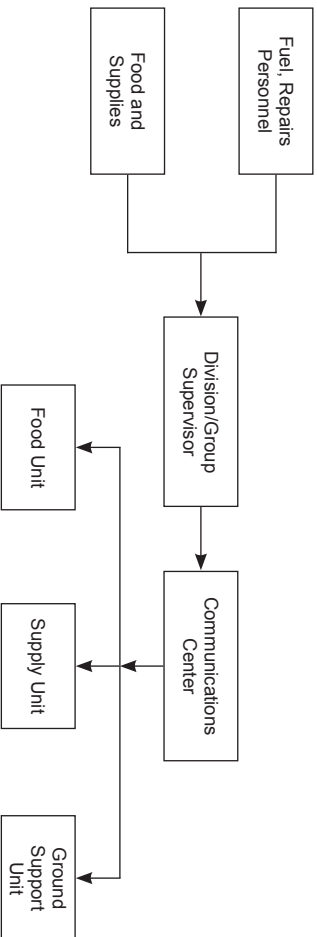 Fuel, Repairs
Personnel
Food and
Supplies
Division/Group
Supervisor
Communications
Center
Food Unit
Supply Unit
Ground
Support
Unit